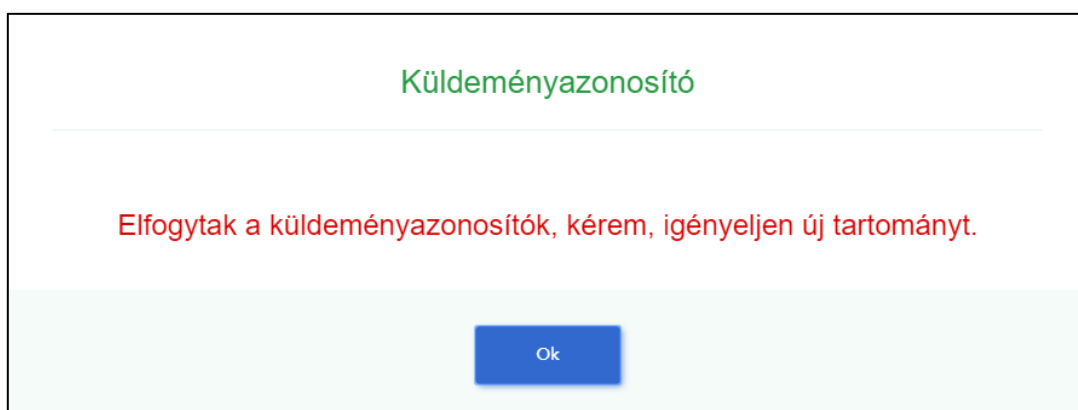 Küldeményazonosító
Elfogytak a küldeményazonosítók, kérem, igényeljen új tartományt.
Ok